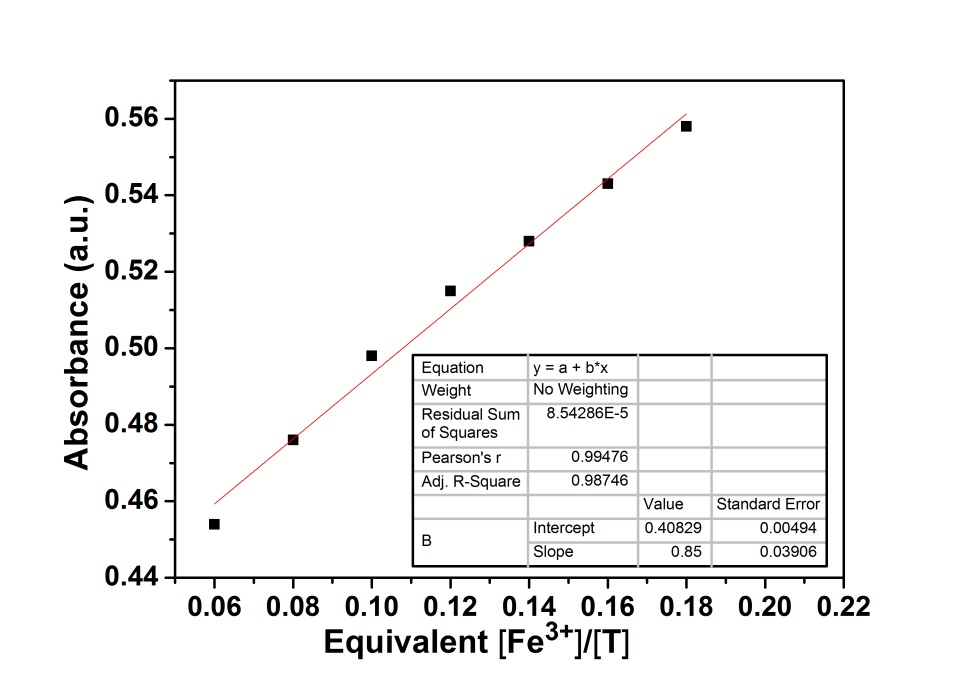 Absorbance (a.u.)
0.56
0.54
0.52
0.50
0.48
0.46
0.44
Equation y = a + b*x
Weight No Weighting
Residual Sum of Squares 8.54286E-5
Pearson's r 0.99476
Adj. R-Square 0.98746
Value Standard Error
B Intercept 0.40829 0.00494
Slope 0.85 0.03906
0.06 0.08 0.10 0.12 0.14 0.16 0.18 0.20 0.22
Equivalent [Fe³⁺]/[T]